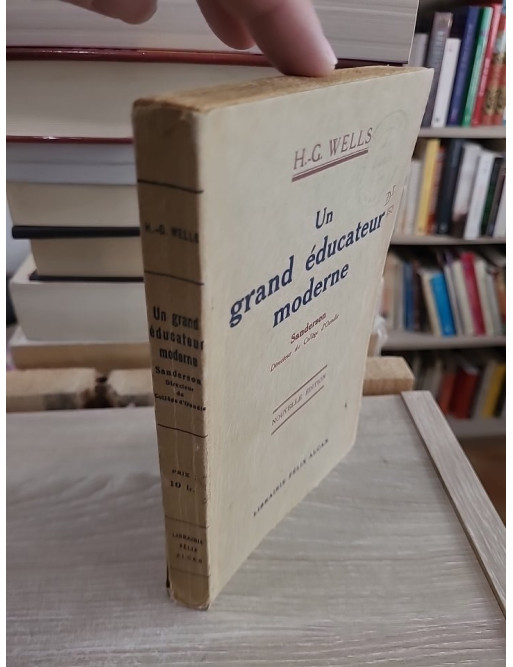 H.-G. WELLS
Un
grand éducateur
moderne
Sanderson
Directeur du Collège d'Oundle
NOUVELLE ÉDITION
LIBRAIRIE FÉLIX ALCAN
H.-G. WELLS
Un grand
éducateur
moderne
Sanderson
Directeur
du
Collège d'Oundle
PRIX
10 fr.
LIBRAIRIE
FÉLIX
ALCAN